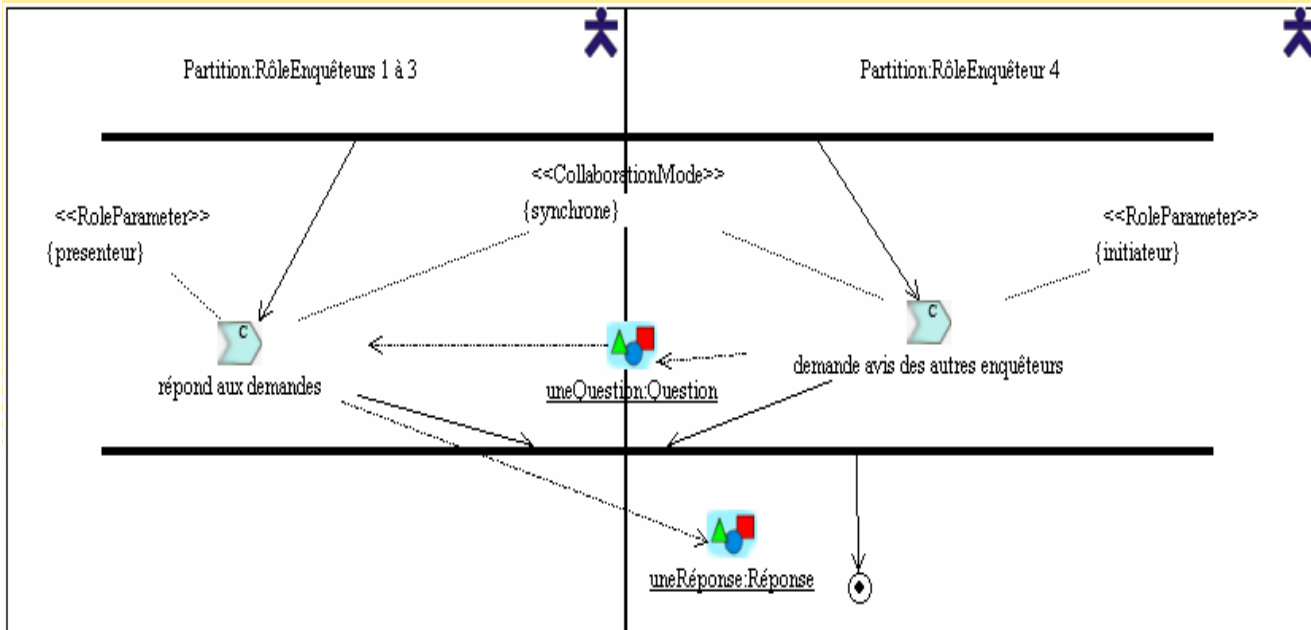 Partition:RôleEnquêteurs 1 à 3
Partition:RôleEnquêteur 4
<<CollaborationMode>>
{synchrone}
<<RoleParameter>>
{presenteur}
<<RoleParameter>>
{initiateur}
C
répond aux demandes
C
demande avis des autres enquêteurs
uneQuestion:Question
uneRéponse:Réponse